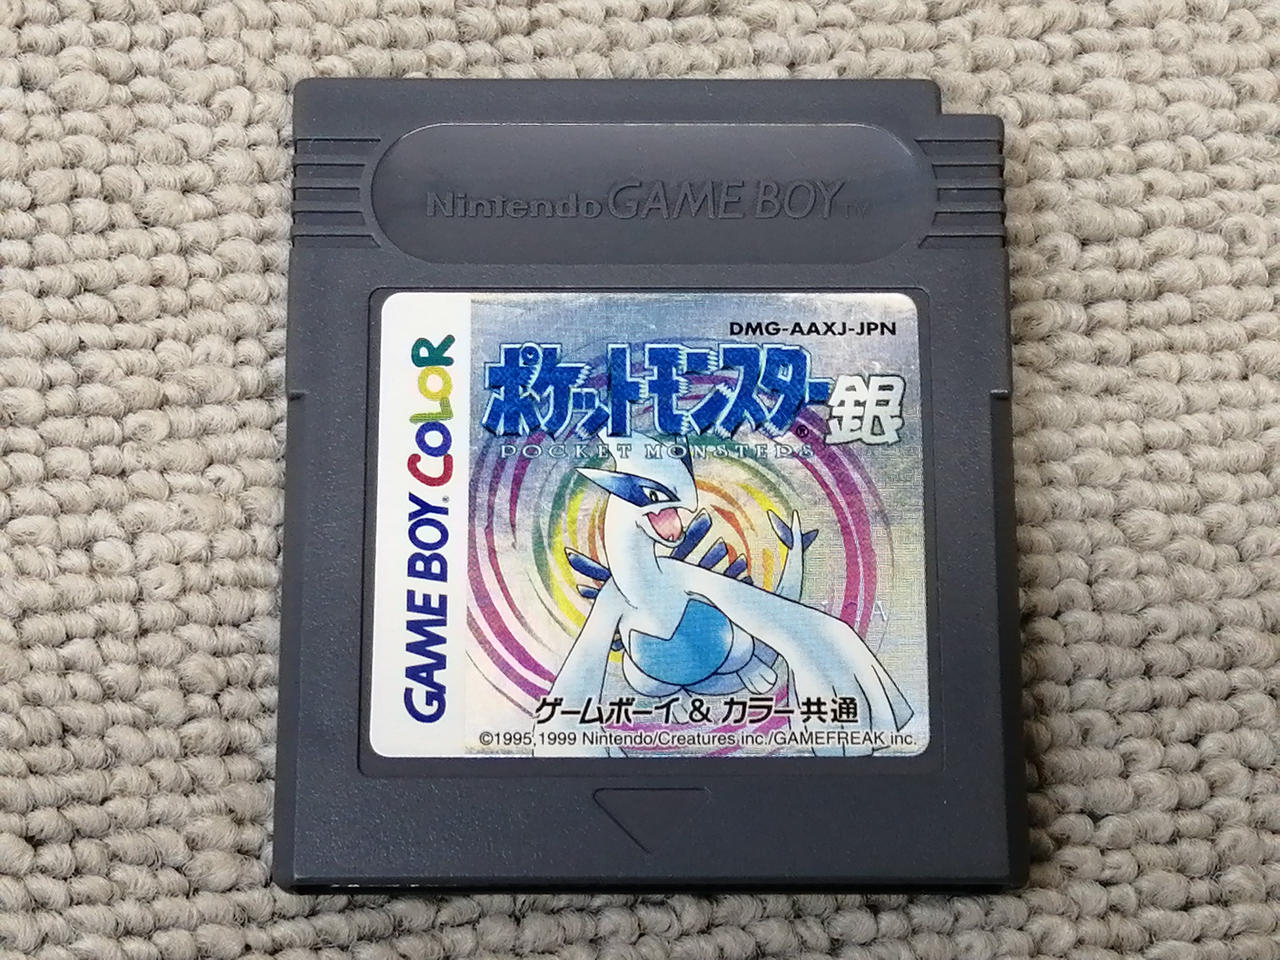 Nintendo GAME BOY TM
GAME BOY COLOR
DMG-AAXJ-JPN
ポケットモンスター®銀
POCKET MONSTERS
ゲームボーイ & カラー共通
©1995,1999 Nintendo/Creatures inc./GAMEFREAK inc.